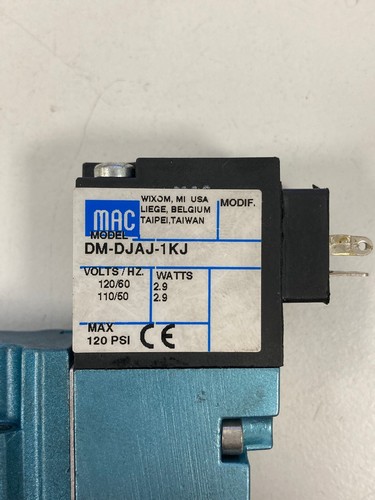 MAC
WIXOM, MI USA
LIEGE, BELGIUM
TAIPEI, TAIWAN
MODIF.
MODEL
DM-DJAJ-1KJ
VOLTS / HZ. WATTS
120/60 2.9
110/50 2.9
MAX
120 PSI CE